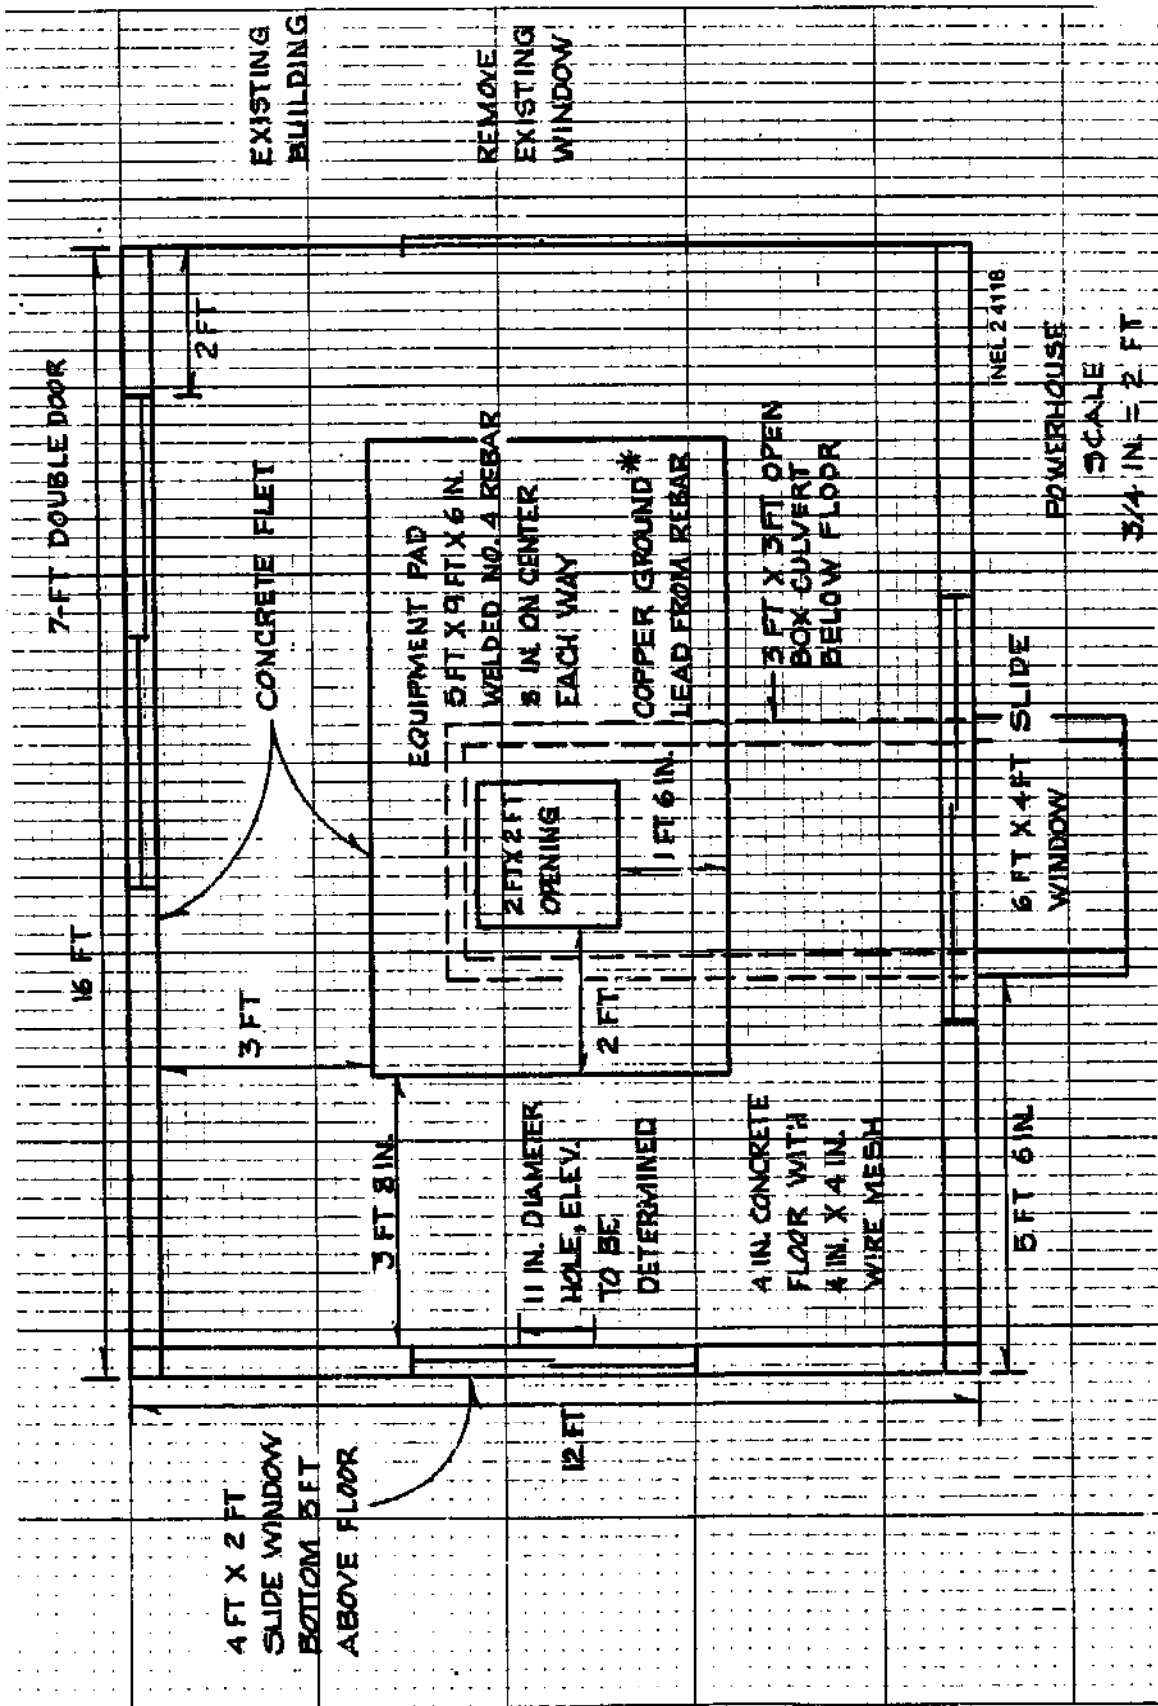 7-FT DOUBLE DOOR
16 FT
2 FT
EXISTING
BUILDING
CONCRETE FLET
3 FT
4 FT X 2 FT
SLIDE WINDOW
BOTTOM 5 FT
ABOVE FLOOR
3 FT 8 IN.
EQUIPMENT PAD
5 FT X 9 FT X 6 IN.
WELDED NO. 4 REBAR
8 IN. ON CENTER
EACH WAY
COPPER GROUND*
LEAD FROM REBAR
REMOVE
EXISTING
WINDOW
2 FT X 2 FT
OPENING
1 FT 6 IN.
2 FT
11 IN. DIAMETER
HOLE, ELEV.
TO BE
DETERMINED
12 FT
3 FT X 3 FT OPEN
BOX CULVERT
BELOW FLOOR
4 IN. CONCRETE
FLOOR WITH
4 IN. X 4 IN.
WIRE MESH
5 FT 6 IN.
6 FT X 4 FT SLIDE
WINDOW
INEL 2 4118
POWERHOUSE
SCALE
3/4 IN. = 2 FT